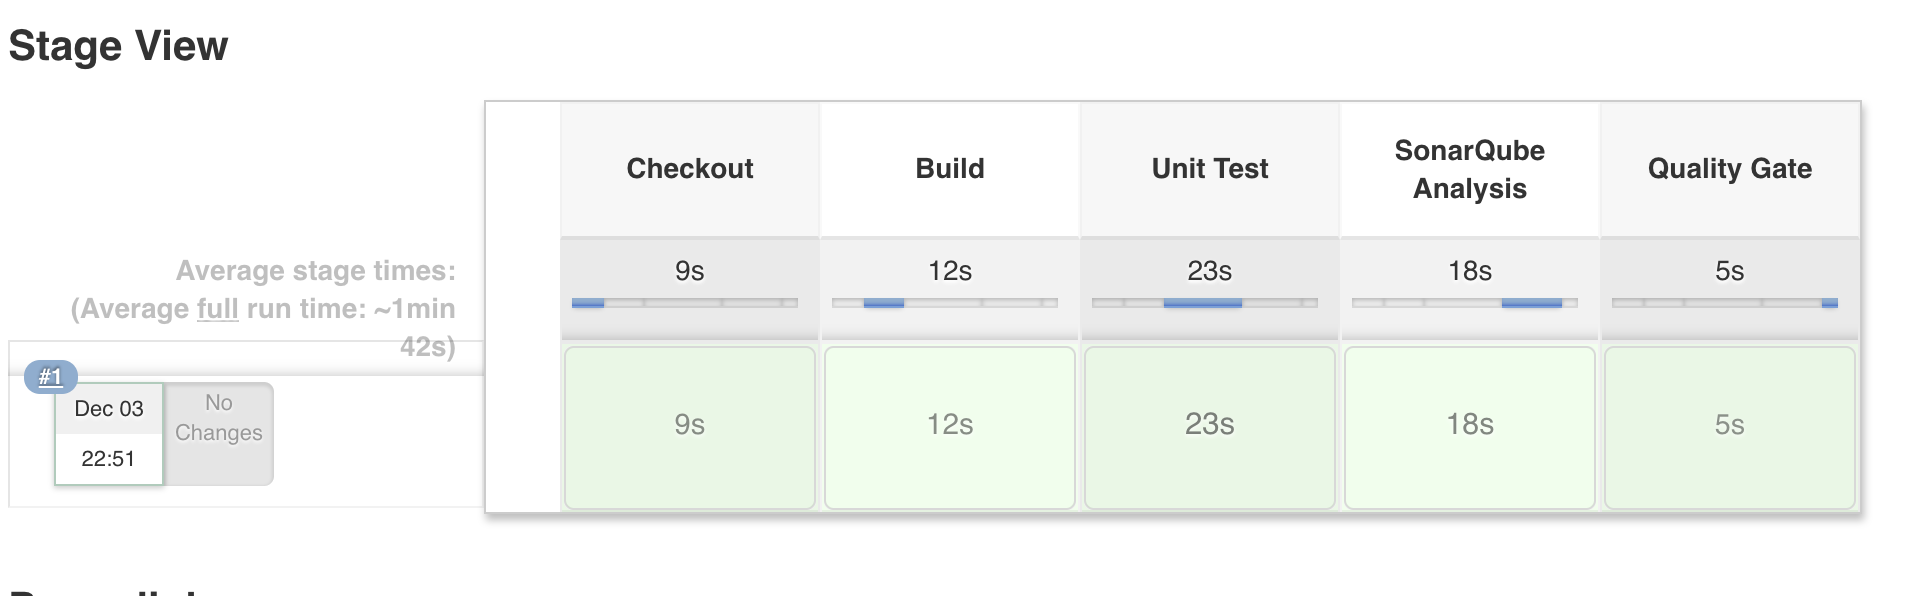 Stage View
Checkout
Build
Unit Test
SonarQube
Analysis
Quality Gate
Average stage times:
(Average full run time: ~1min
42s)
9s
12s
23s
18s
5s
#1
Dec 03
22:51
No
Changes
9s
12s
23s
18s
5s